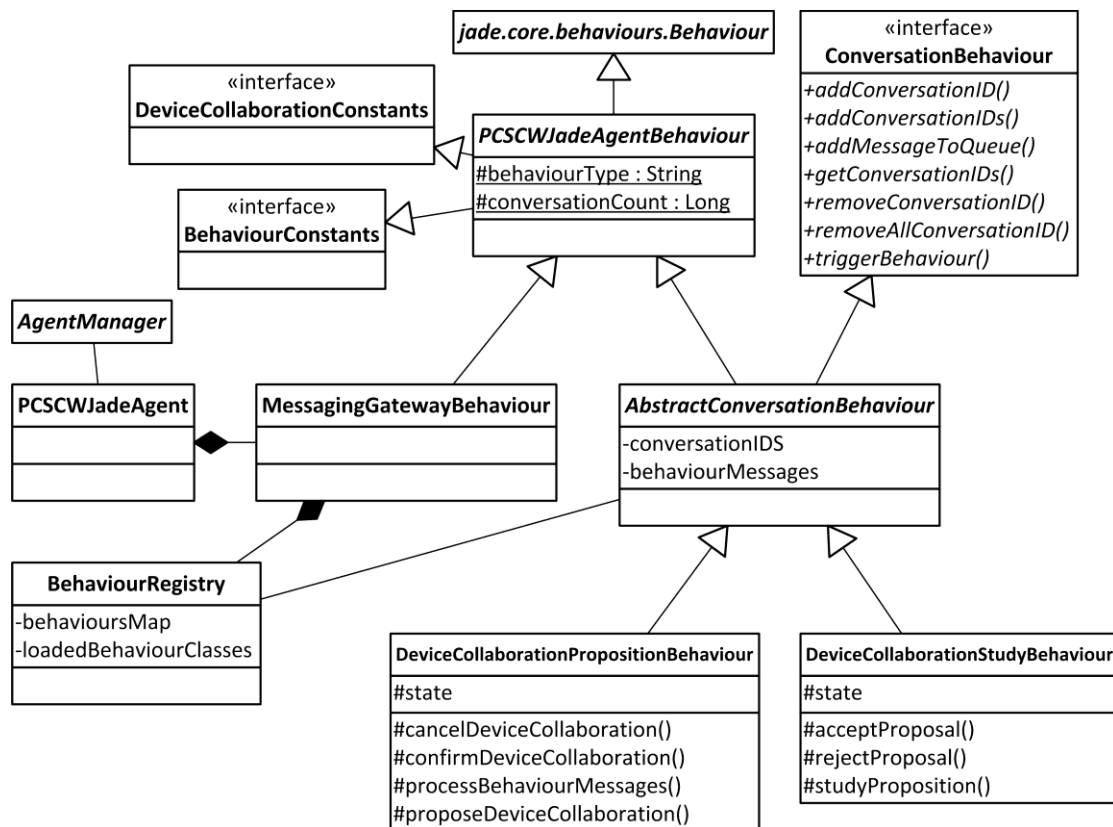 jade.core.behaviours.Behaviour
«interface»
ConversationBehaviour
+addConversationID()
+addConversationIDs()
+addMessageToQueue()
+getConversationIDs()
+removeConversationID()
+removeAllConversationID()
+triggerBehaviour()
«interface»
DeviceCollaborationConstants
PCSCWJadeAgentBehaviour
#behaviourType : String
#conversationCount : Long
«interface»
BehaviourConstants
AgentManager
PCSCWJadeAgent
MessagingGatewayBehaviour
AbstractConversationBehaviour
-conversationIDS
-behaviourMessages
BehaviourRegistry
-behavioursMap
-loadedBehaviourClasses
DeviceCollaborationPropositionBehaviour
#state
#cancelDeviceCollaboration()
#confirmDeviceCollaboration()
#processBehaviourMessages()
#proposeDeviceCollaboration()
DeviceCollaborationStudyBehaviour
#state
#acceptProposal()
#rejectProposal()
#studyProposition()